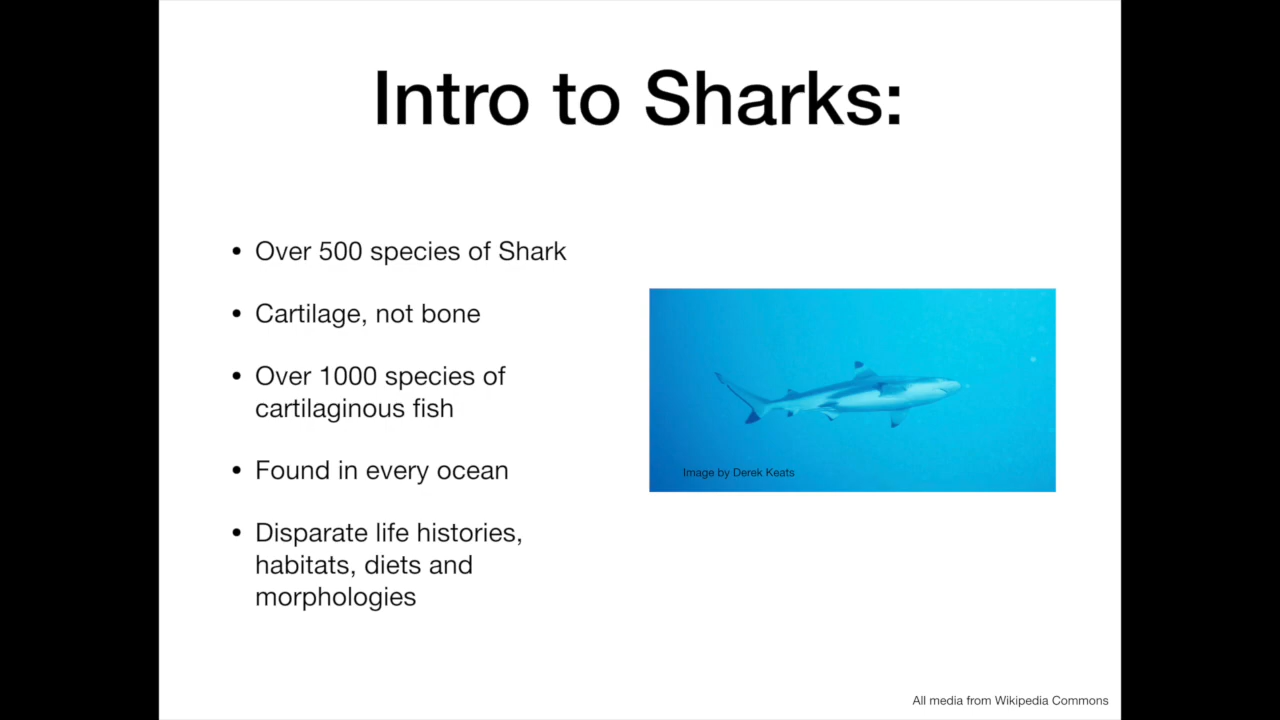 Intro to Sharks:
• Over 500 species of Shark
• Cartilage, not bone
• Over 1000 species of
cartilaginous fish
• Found in every ocean
• Disparate life histories,
habitats, diets and
morphologies
Image by Derek Keats
All media from Wikipedia Commons